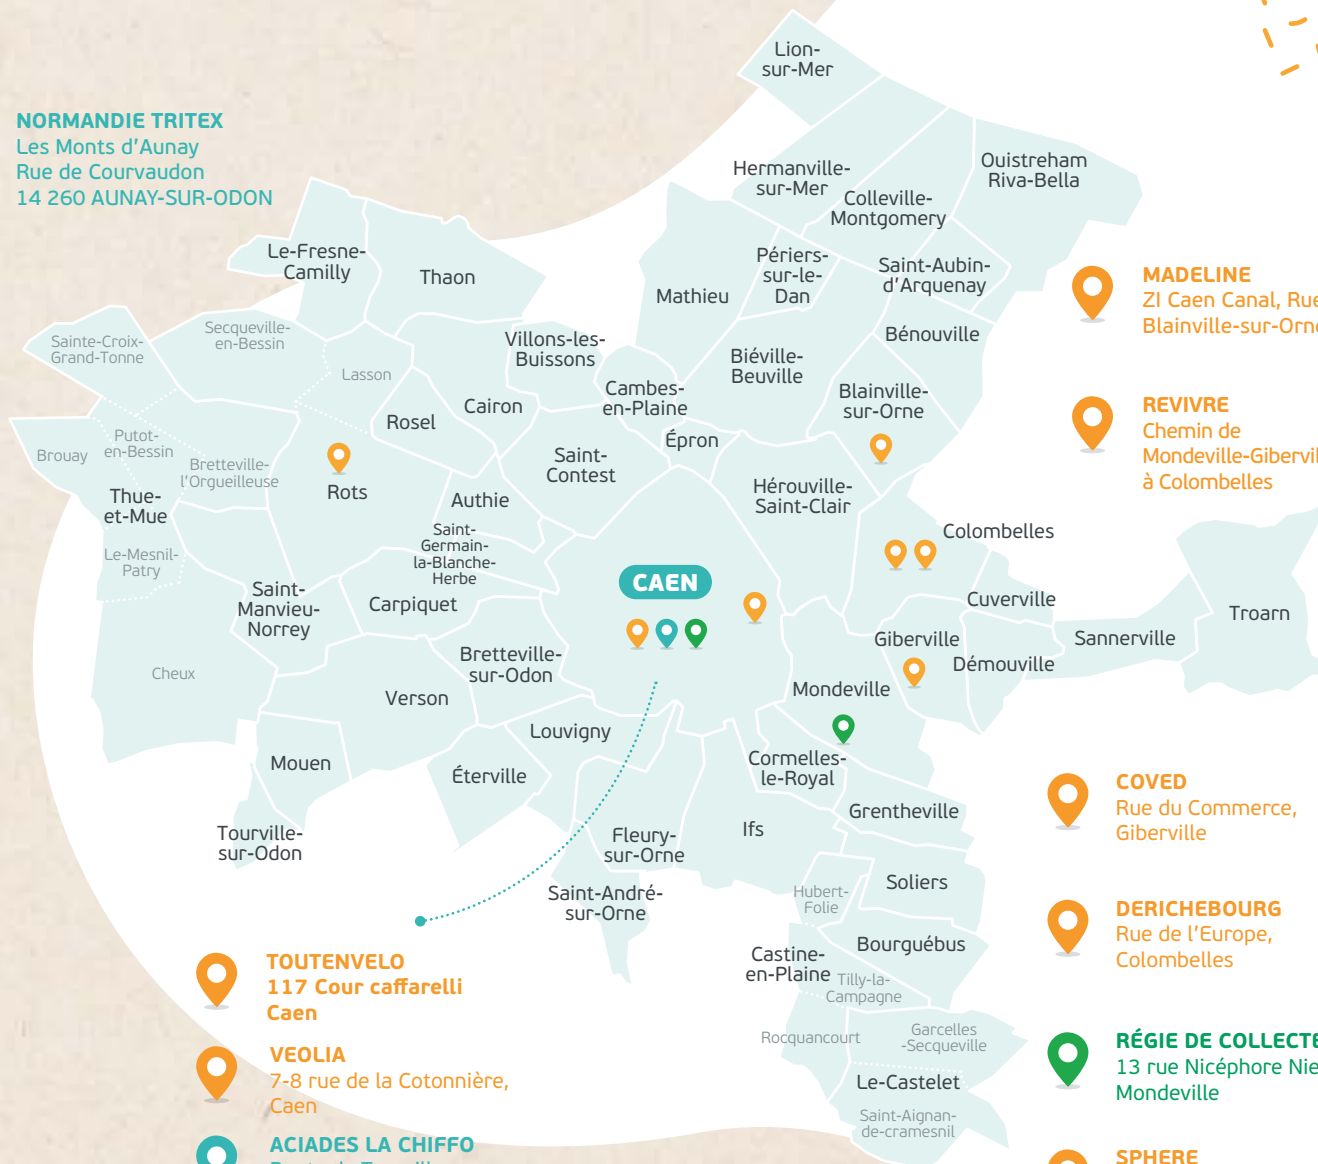 NORMANDIE TRITEX
Les Monts d'Aunay
Rue de Courvaudon
14 260 AUNAY-SUR-ODON
Lion-
sur-Mer
Hermanville-
sur-Mer
Colleville-
Montgomery
Ouistreham
Riva-Bella
Le-Fresne-
Camilly
Thaon
Mathieu
Périers-
sur-le-
Dan
Saint-Aubin-
d'Arquenay
Bénouville
Sainte-Croix-
Grand-Tonne
Secqueville-
en-Bessin
Lasson
Villons-les-
Buissons
Cambes-
en-Plaine
Biéville-
Beuville
Blainville-
sur-Orne
Rosel
Cairon
Épron
Brouay
Putot-
en-Bessin
Bretteville-
l'Orgueilleuse
Saint-
Contest
Hérouville-
Saint-Clair
Thue-
et-Mue
Rots
Authie
Saint-
Germain-
la-Blanche-
Herbe
Colombelles
Le-Mesnil-
Patry
Saint-
Manvieu-
Norrey
Carpiquet
CAEN
Cuverville
Giberville
Démouville
Sannerville
Troarn
Cheux
Bretteville-
sur-Odon
Verson
Mondeville
Louvigny
Mouen
Éterville
Cormelles-
le-Royal
Grentheville
Tourville-
sur-Odon
Fleury-
sur-Orne
Ifs
Saint-André-
sur-Orne
Hubert-
Folie
Soliers
Bourguébus
Castine-
en-Plaine
Tilly-la-
Campagne
Rocquancourt
Garcelles
-Secqueville
Le-Castelet
Saint-Aignan-
de-cramesnil
MADELINE
ZI Caen Canal, Rue
Blainville-sur-Orne
REVIVRE
Chemin de
Mondeville-Gibervil
à Colombelles
COVED
Rue du Commerce,
Giberville
DERICHEBOURG
Rue de l'Europe,
Colombelles
RÉGIE DE COLLECTE
13 rue Nicéphore Nie
Mondeville
SPHERE
TOUTENVELO
117 Cour caffarelli
Caen
VEOLIA
7-8 rue de la Cotonnière,
Caen
ACIADES LA CHIFFO